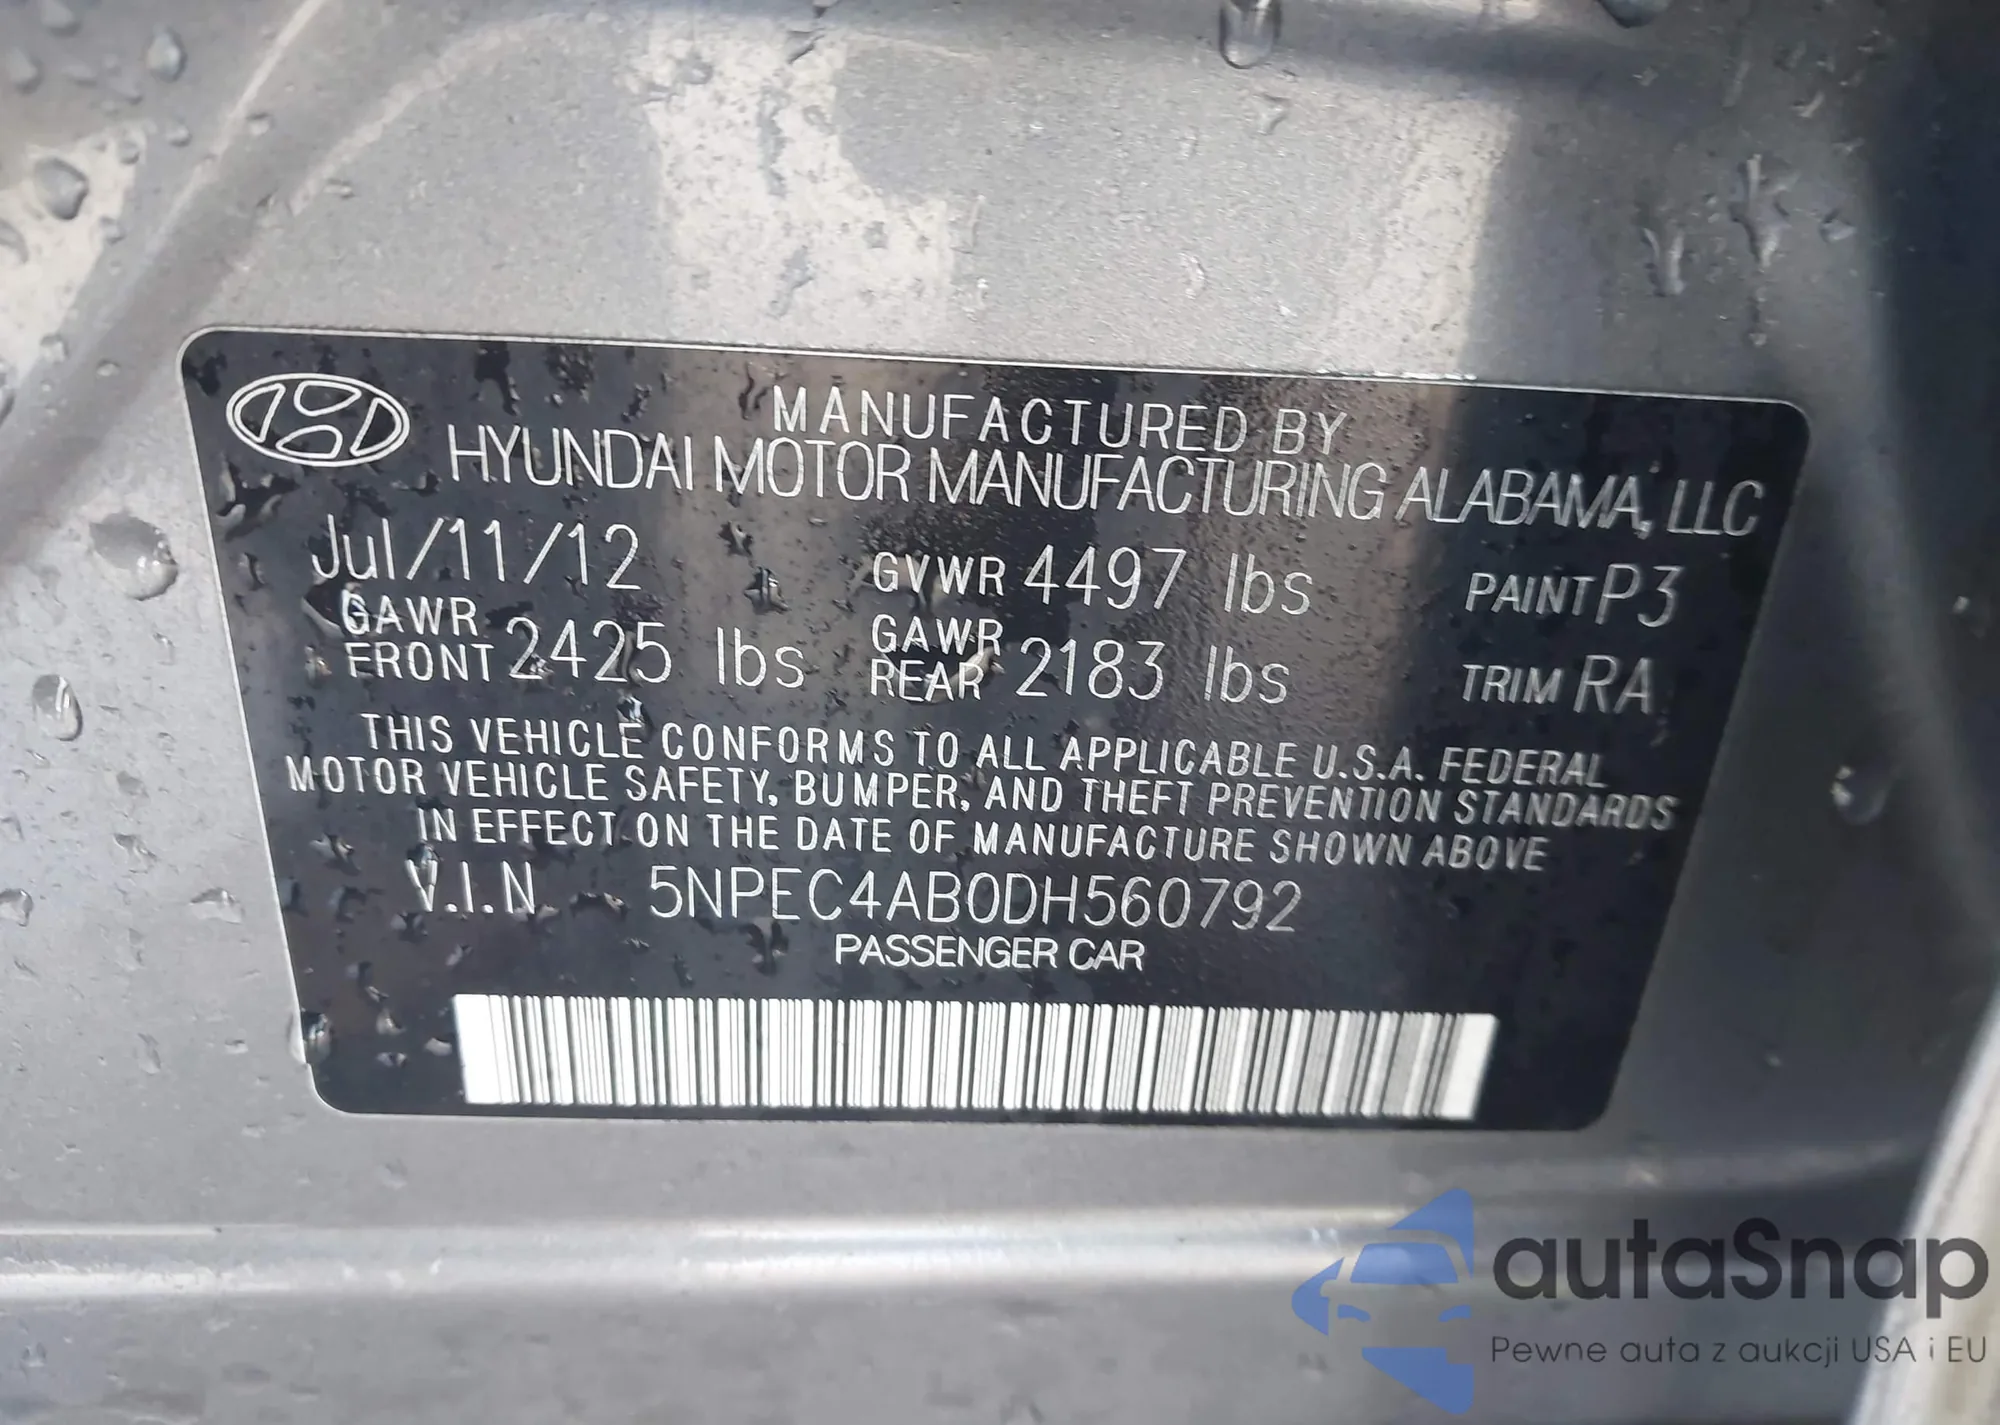 MANUFACTURED BY
HYUNDAI MOTOR MANUFACTURING ALABAMA, LLC
Jul/11/12 GVWR 4497 lbs PAINT P3
GAWR FRONT 2425 lbs GAWR REAR 2183 lbs TRIM RA
THIS VEHICLE CONFORMS TO ALL APPLICABLE U.S.A. FEDERAL
MOTOR VEHICLE SAFETY, BUMPER, AND THEFT PREVENTION STANDARDS
IN EFFECT ON THE DATE OF MANUFACTURE SHOWN ABOVE
V.I.N. 5NPEC4AB0DH560792
PASSENGER CAR
autaSnap
Pewne auta z aukcji USA i EU